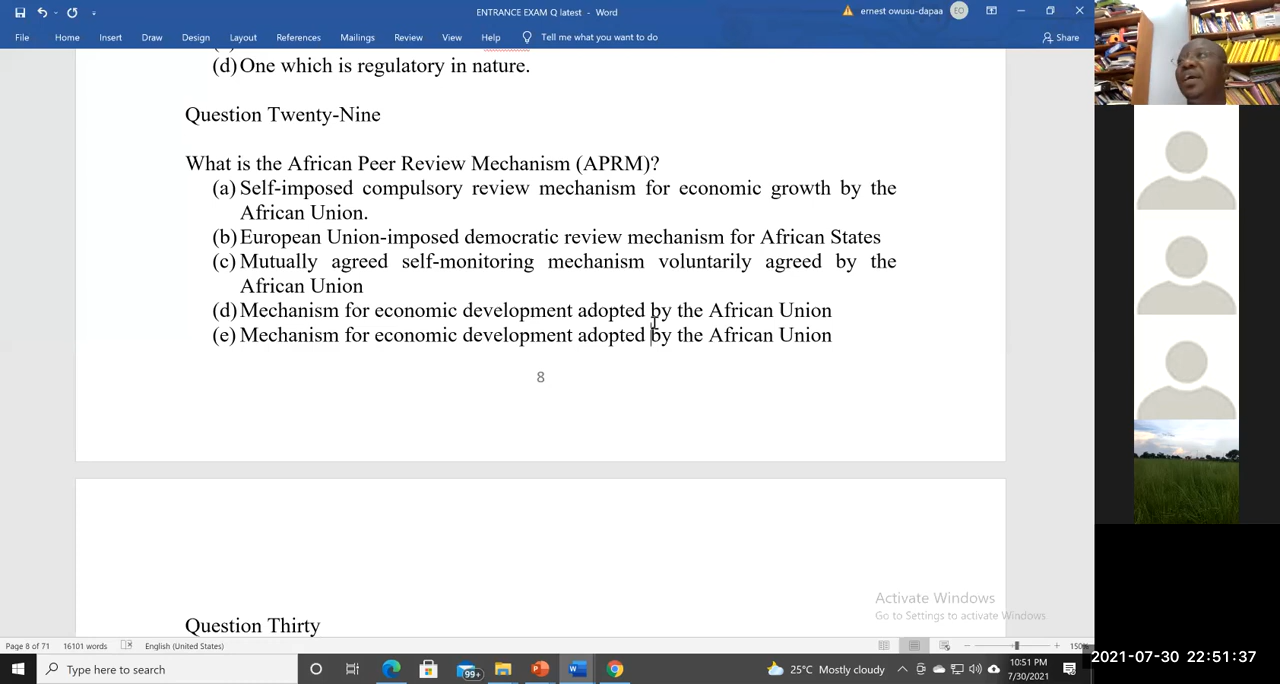 ENTRANCE EXAM Q latest - Word
ernest owusu-dapaa
EO
File Home Insert Draw Design Layout References Mailings Review View Help Tell me what you want to do
Share
(d) One which is regulatory in nature.
Question Twenty-Nine
What is the African Peer Review Mechanism (APRM)?
(a) Self-imposed compulsory review mechanism for economic growth by the
African Union.
(b) European Union-imposed democratic review mechanism for African States
(c) Mutually agreed self-monitoring mechanism voluntarily agreed by the
African Union
(d) Mechanism for economic development adopted by the African Union
(e) Mechanism for economic development adopted by the African Union
8
Question Thirty
Activate Windows
Go to Settings to activate Windows.
Page 8 of 71 16101 words English (United States)
150%
Type here to search
99+
25°C Mostly cloudy
10:51 PM
7/30/2021
2021-07-30 22:51:37